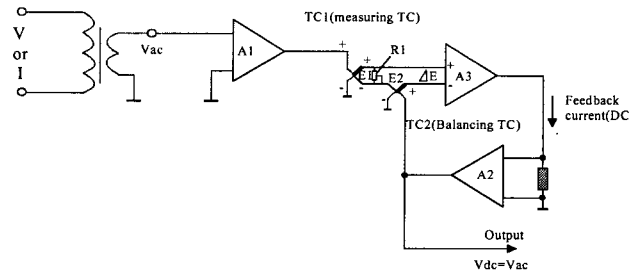 TC1(measuring TC)
V
or
I
Vac
A1
+
R1
+
E1
E2
+
ΔE
+
-
A3
-
-
-
TC2(Balancing TC)
Feedback
current(DC
A2
Output
Vdc=Vac